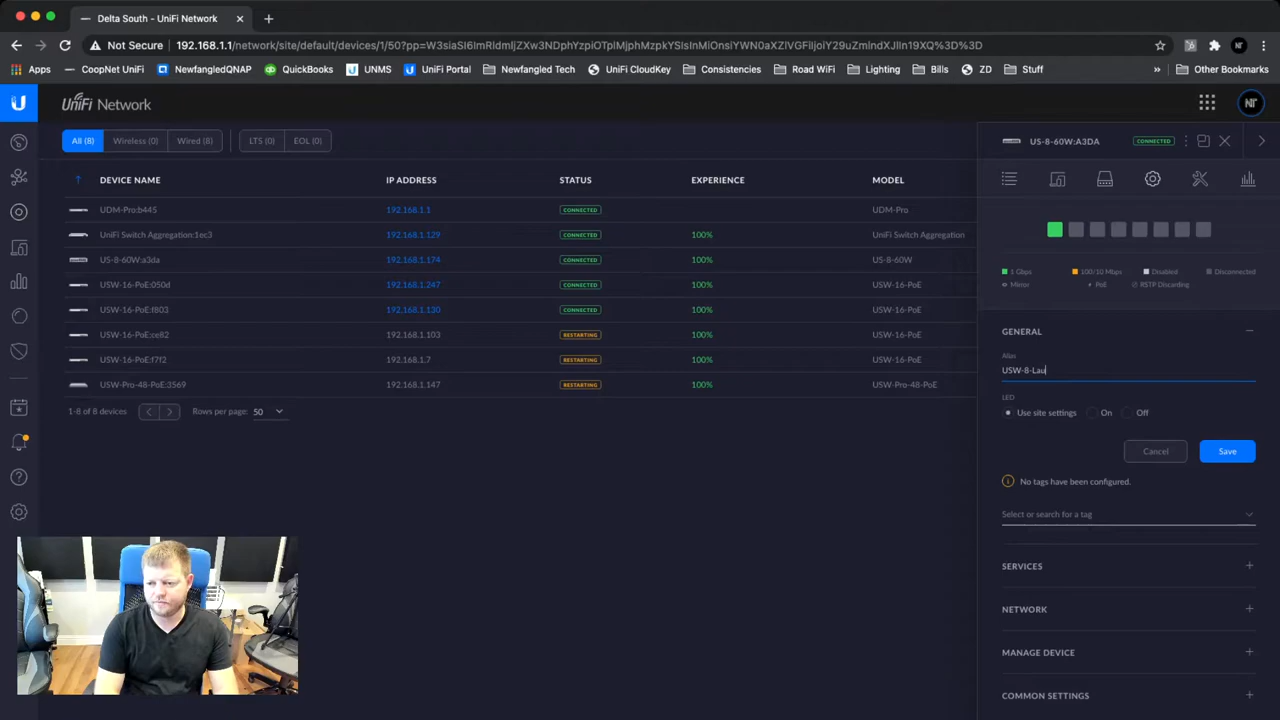 Delta South - UniFi Network
Not Secure 192.168.1.1/network/site/default/devices/1/50?pp=
Apps CoopNet UniFi NewfangledQNAP QuickBooks UNMS UniFi Portal Newfangled Tech UniFi CloudKey Consistencies Road WiFi Lighting Bills ZD Stuff » Other Bookmarks
UniFi Network NT
All (8) Wireless (0) Wired (8) LTS (0) EOL (0)
DEVICE NAME IP ADDRESS STATUS EXPERIENCE MODEL
UDM-Pro:b445 192.168.1.1 CONNECTED UDM-Pro
UniFi Switch Aggregation:1ec3 192.168.1.129 CONNECTED 100% UniFi Switch Aggregation
US-8-60W:a3da 192.168.1.174 CONNECTED 100% US-8-60W
USW-16-PoE:050d 192.168.1.247 CONNECTED 100% USW-16-PoE
USW-16-PoE:f803 192.168.1.130 CONNECTED 100% USW-16-PoE
USW-16-PoE:ce82 192.168.1.103 RESTARTING 100% USW-16-PoE
USW-16-PoE:f7f2 192.168.1.7 RESTARTING 100% USW-16-PoE
USW-Pro-48-PoE:3569 192.168.1.147 RESTARTING 100% USW-Pro-48-PoE
1-8 of 8 devices Rows per page: 50
US-8-60W:A3DA CONNECTED
1 Gbps 100/10 Mbps Disabled Disconnected
Mirror PoE RSTP Discarding
GENERAL
Alias
USW-8-Lau
LED
Use site settings On Off
Cancel Save
No tags have been configured.
Select or search for a tag
SERVICES
NETWORK
MANAGE DEVICE
COMMON SETTINGS